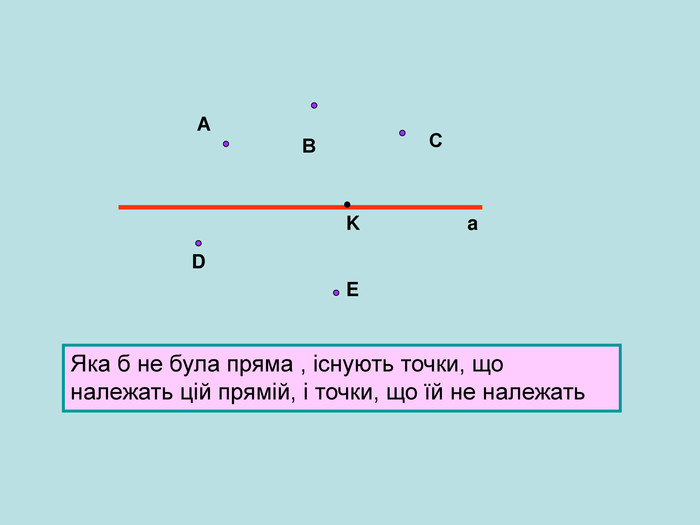 A
B
C
K
a
D
E
Яка б не була пряма , існують точки, що
належать цій прямій, і точки, що їй не належать